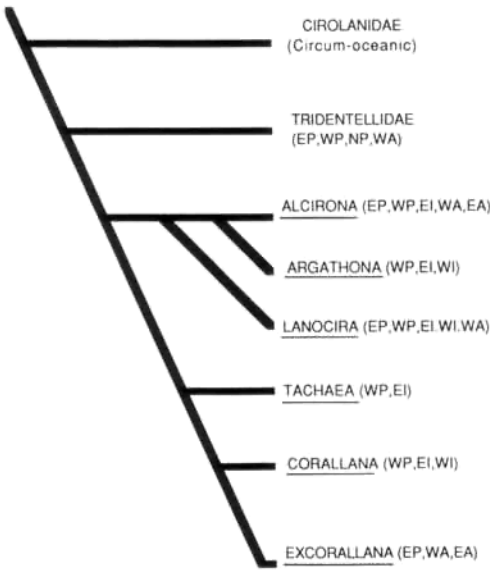 CIROLANIDAE
(Circum-oceanic)
TRIDENTELLIDAE
(EP,WP,NP,WA)
ALCIRONA (EP,WP,EI,WA,EA)
ARGATHONA (WP,EI,WI)
LANOCIRA (EP,WP,EI.WI.WA)
TACHAEA (WP,EI)
CORALLANA (WP,EI,WI)
EXCORALLANA (EP,WA,EA)